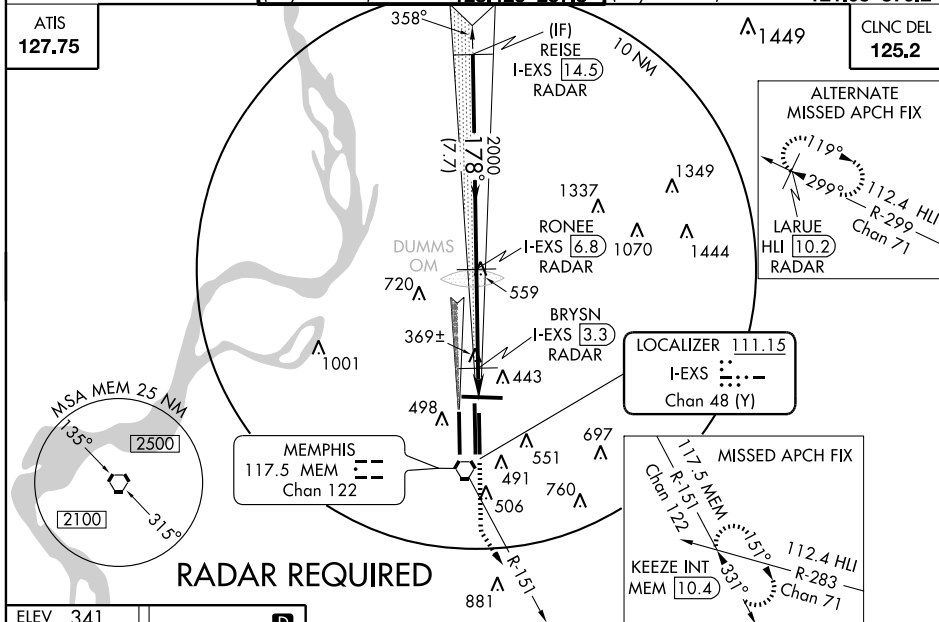 ATIS
127.75
CLNC DEL
125.2
358°
(IF)
REISE
I-EXS 14.5
RADAR
10 NM
1449
ALTERNATE
MISSED APCH FIX
119°
299°
112.4 HLI
R-299
Chan 71
LARUE
HLI 10.2
RADAR
2000
178°
(7.7)
1349
1337
1070
1444
RONEE
I-EXS 6.8
RADAR
DUMMS
OM
720
559
BRYSN
I-EXS 3.3
RADAR
369±
1001
443
LOCALIZER 111.15
I-EXS
Chan 48 (Y)
MSA MEM 25 NM
135°
2500
2100
315°
498
MEMPHIS
117.5 MEM
Chan 122
551
697
491
506
760
MISSED APCH FIX
117.5 MEM
R-151
Chan 122
151°
331°
112.4 HLI
R-283
Chan 71
KEEZE INT
MEM 10.4
R-151
881
RADAR REQUIRED
ELEV 341
D